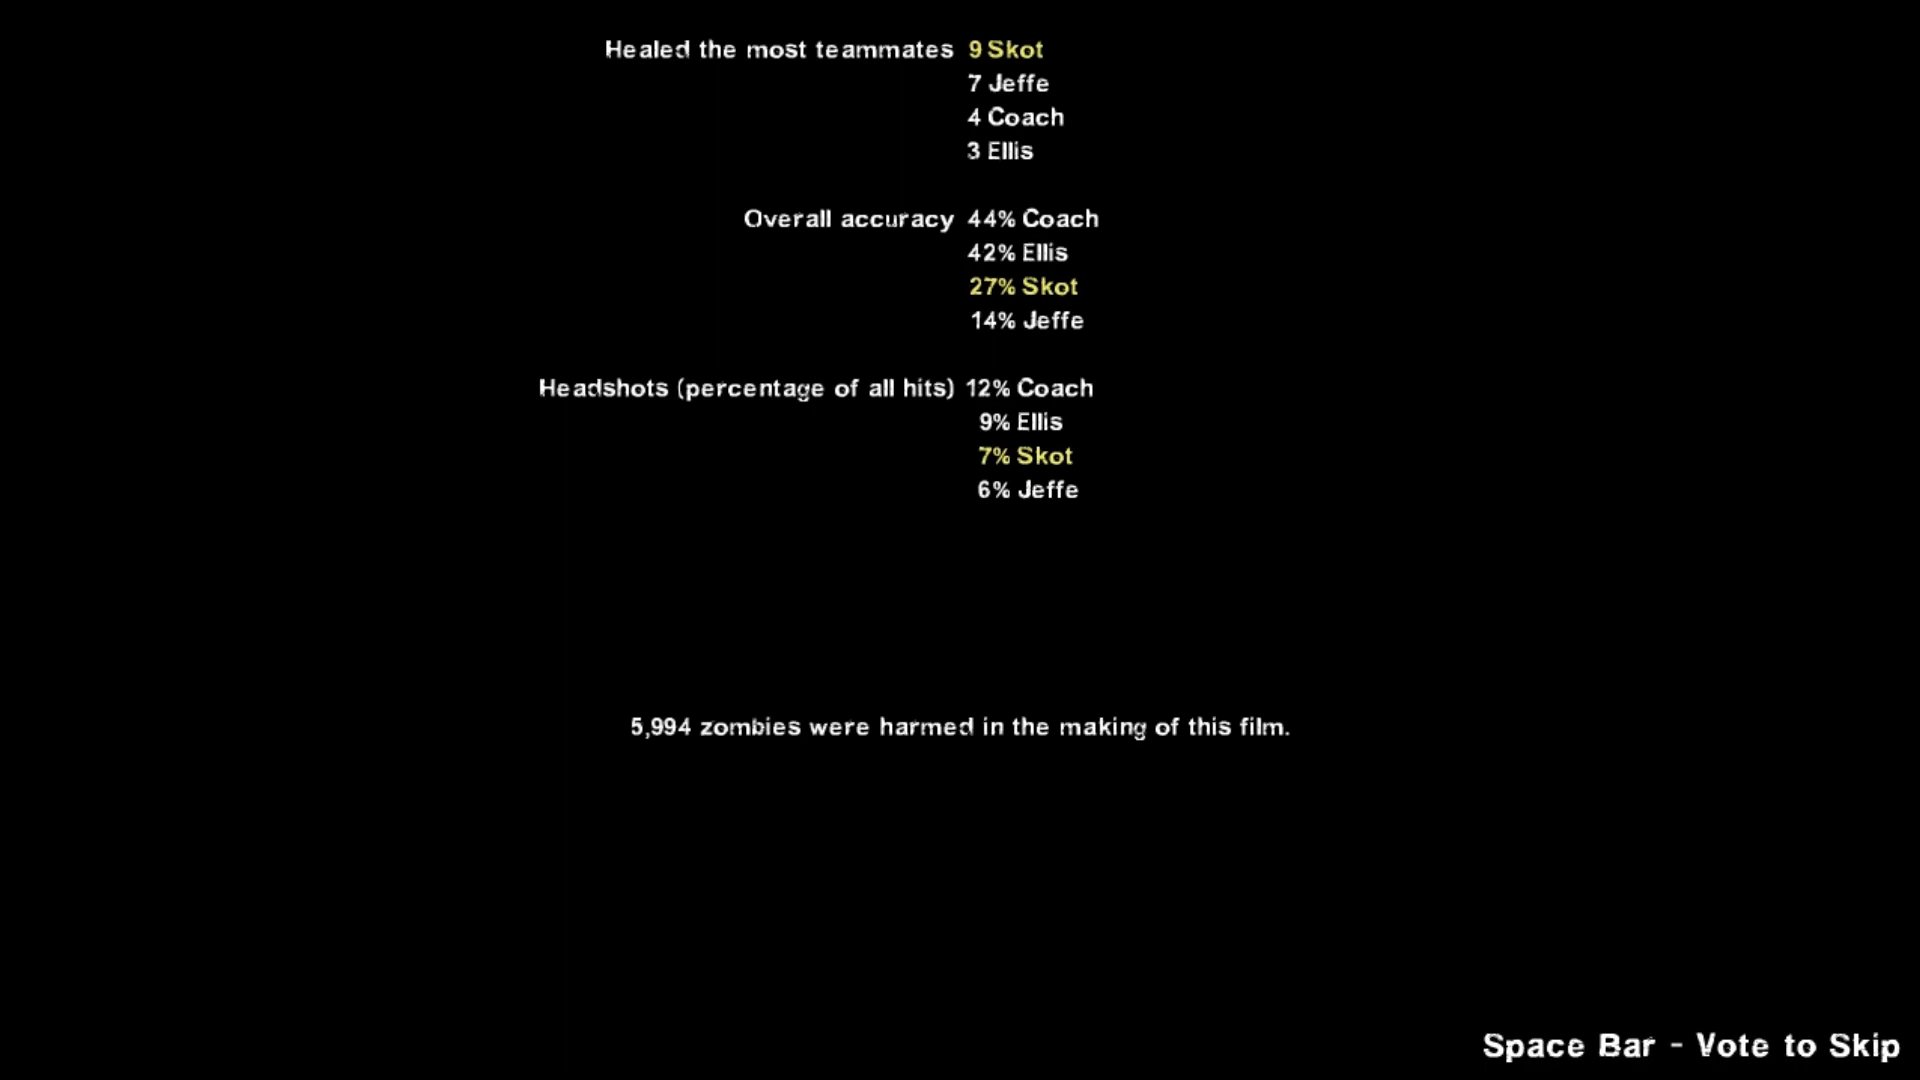 Healed the most teammates 9 Skot
7 Jeffe
4 Coach
3 Ellis
Overall accuracy 44% Coach
42% Ellis
27% Skot
14% Jeffe
Headshots (percentage of all hits) 12% Coach
9% Ellis
7% Skot
6% Jeffe
5,994 zombies were harmed in the making of this film.
Space Bar - Vote to Skip